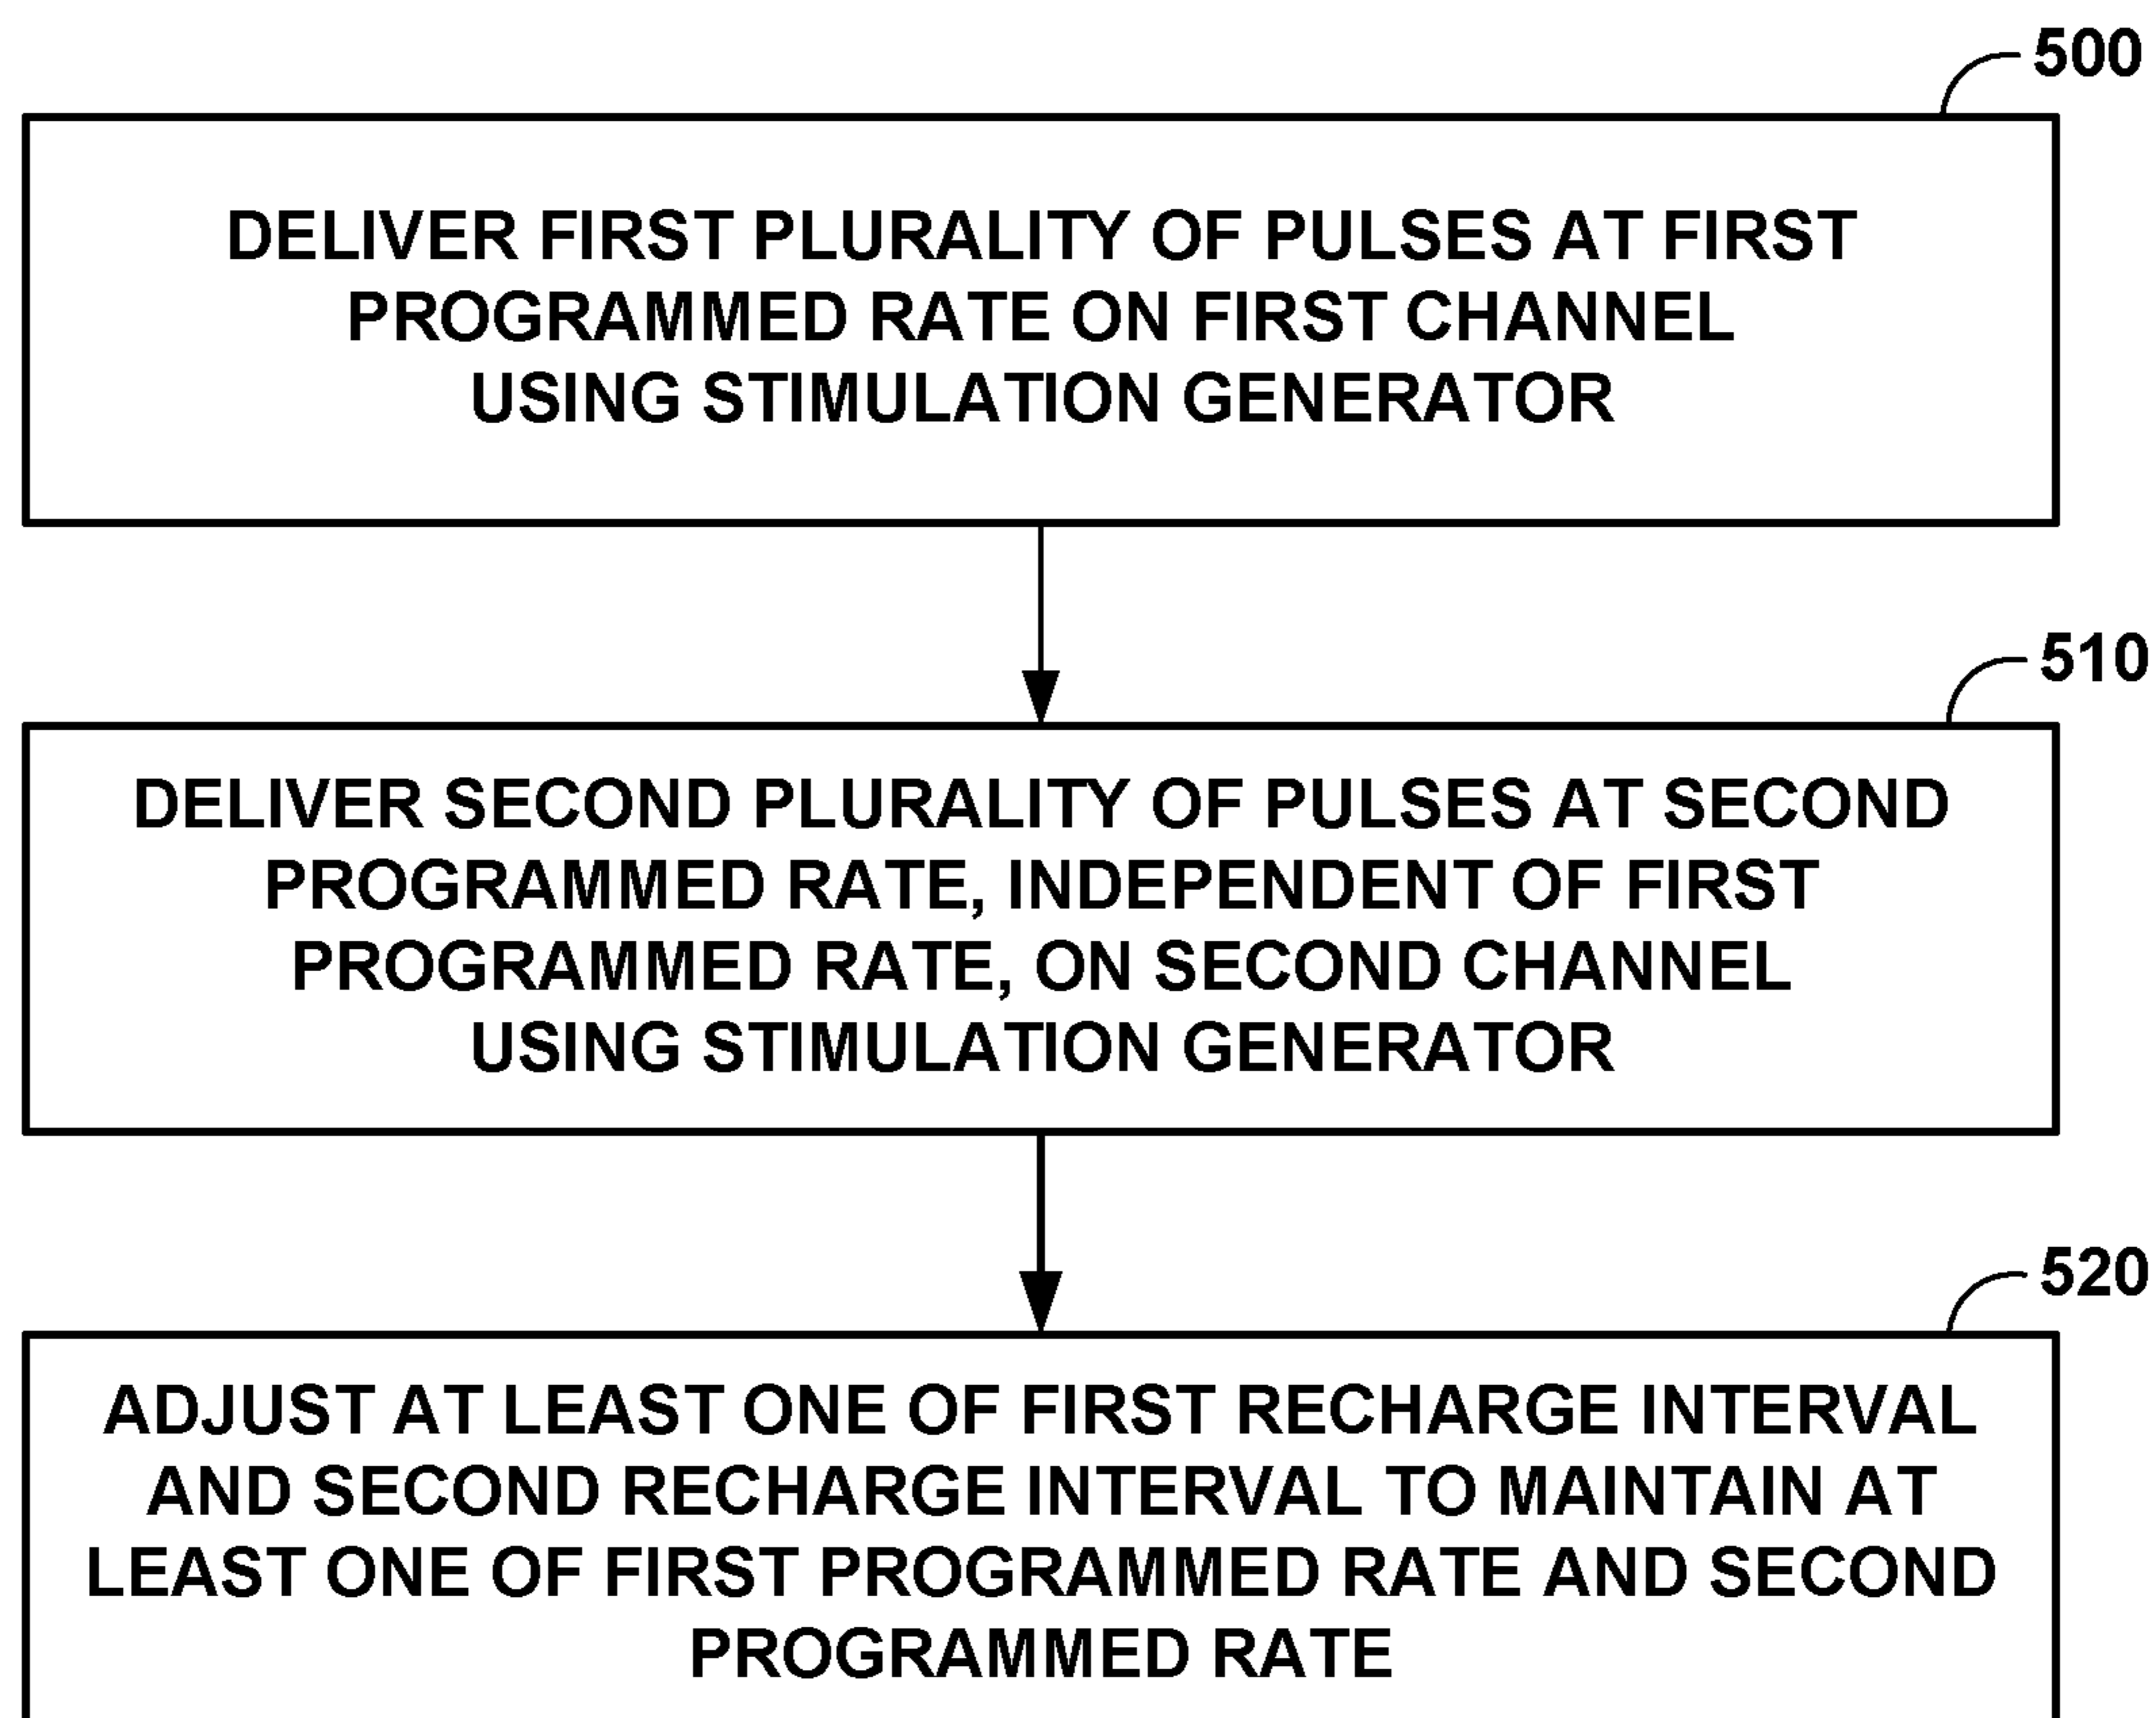 500
DELIVER FIRST PLURALITY OF PULSES AT FIRST
PROGRAMMED RATE ON FIRST CHANNEL
USING STIMULATION GENERATOR
510
DELIVER SECOND PLURALITY OF PULSES AT SECOND
PROGRAMMED RATE, INDEPENDENT OF FIRST
PROGRAMMED RATE, ON SECOND CHANNEL
USING STIMULATION GENERATOR
520
ADJUST AT LEAST ONE OF FIRST RECHARGE INTERVAL
AND SECOND RECHARGE INTERVAL TO MAINTAIN AT
LEAST ONE OF FIRST PROGRAMMED RATE AND SECOND
PROGRAMMED RATE